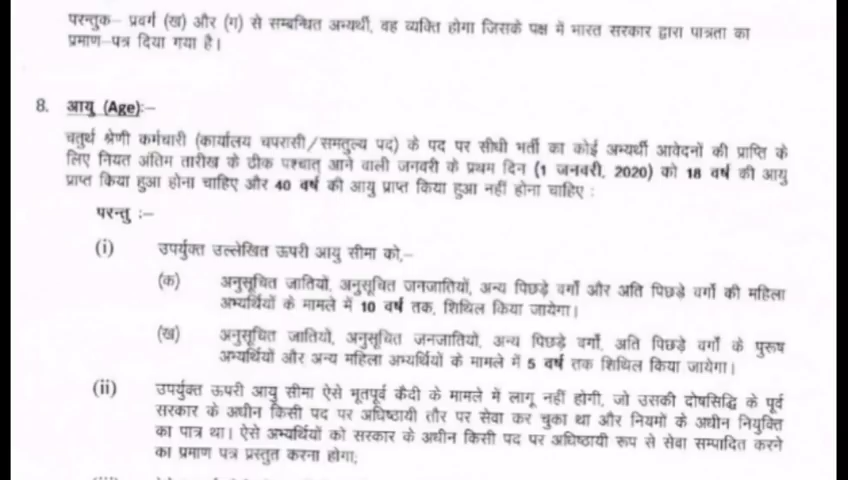 परन्तुक– प्रवर्ग (ख) और (ग) से सम्बन्धित अभ्यर्थी, वह व्यक्ति होगा जिसके पक्ष में भारत सरकार द्वारा पात्रता का
प्रमाण–पत्र दिया गया है।
8. आयु (Age):–
चतुर्थ श्रेणी कर्मचारी (कार्यालय चपरासी/समतुल्य पद) के पद पर सीधी भर्ती का कोई अभ्यर्थी आवेदनों की प्राप्ति के
लिए नियत अंतिम तारीख के ठीक पश्चात् आने वाली जनवरी के प्रथम दिन (1 जनवरी, 2020) को 18 वर्ष की आयु
प्राप्त किया हुआ होना चाहिए और 40 वर्ष की आयु प्राप्त किया हुआ नहीं होना चाहिए :
परन्तु :–
(i) उपर्युक्त उल्लेखित ऊपरी आयु सीमा को,–
(क) अनुसूचित जातियों, अनुसूचित जनजातियों, अन्य पिछड़े वर्गों और अति पिछड़े वर्गों की महिला
अभ्यर्थियों के मामले में 10 वर्ष तक, शिथिल किया जायेगा।
(ख) अनुसूचित जातियों, अनुसूचित जनजातियों, अन्य पिछड़े वर्गों, अति पिछड़े वर्गों के पुरूष
अभ्यर्थियों और अन्य महिला अभ्यर्थियों के मामले में 5 वर्ष तक शिथिल किया जायेगा।
(ii) उपर्युक्त ऊपरी आयु सीमा ऐसे भूतपूर्व कैदी के मामले में लागू नहीं होगी, जो उसकी दोषसिद्धि के पूर्व
सरकार के अधीन किसी पद पर अधिष्ठायी तौर पर सेवा कर चुका था और नियमों के अधीन नियुक्ति
का पात्र था। ऐसे अभ्यर्थियों को सरकार के अधीन किसी पद पर अधिष्ठायी रूप से सेवा सम्पादित करने
का प्रमाण पत्र प्रस्तुत करना होगा;